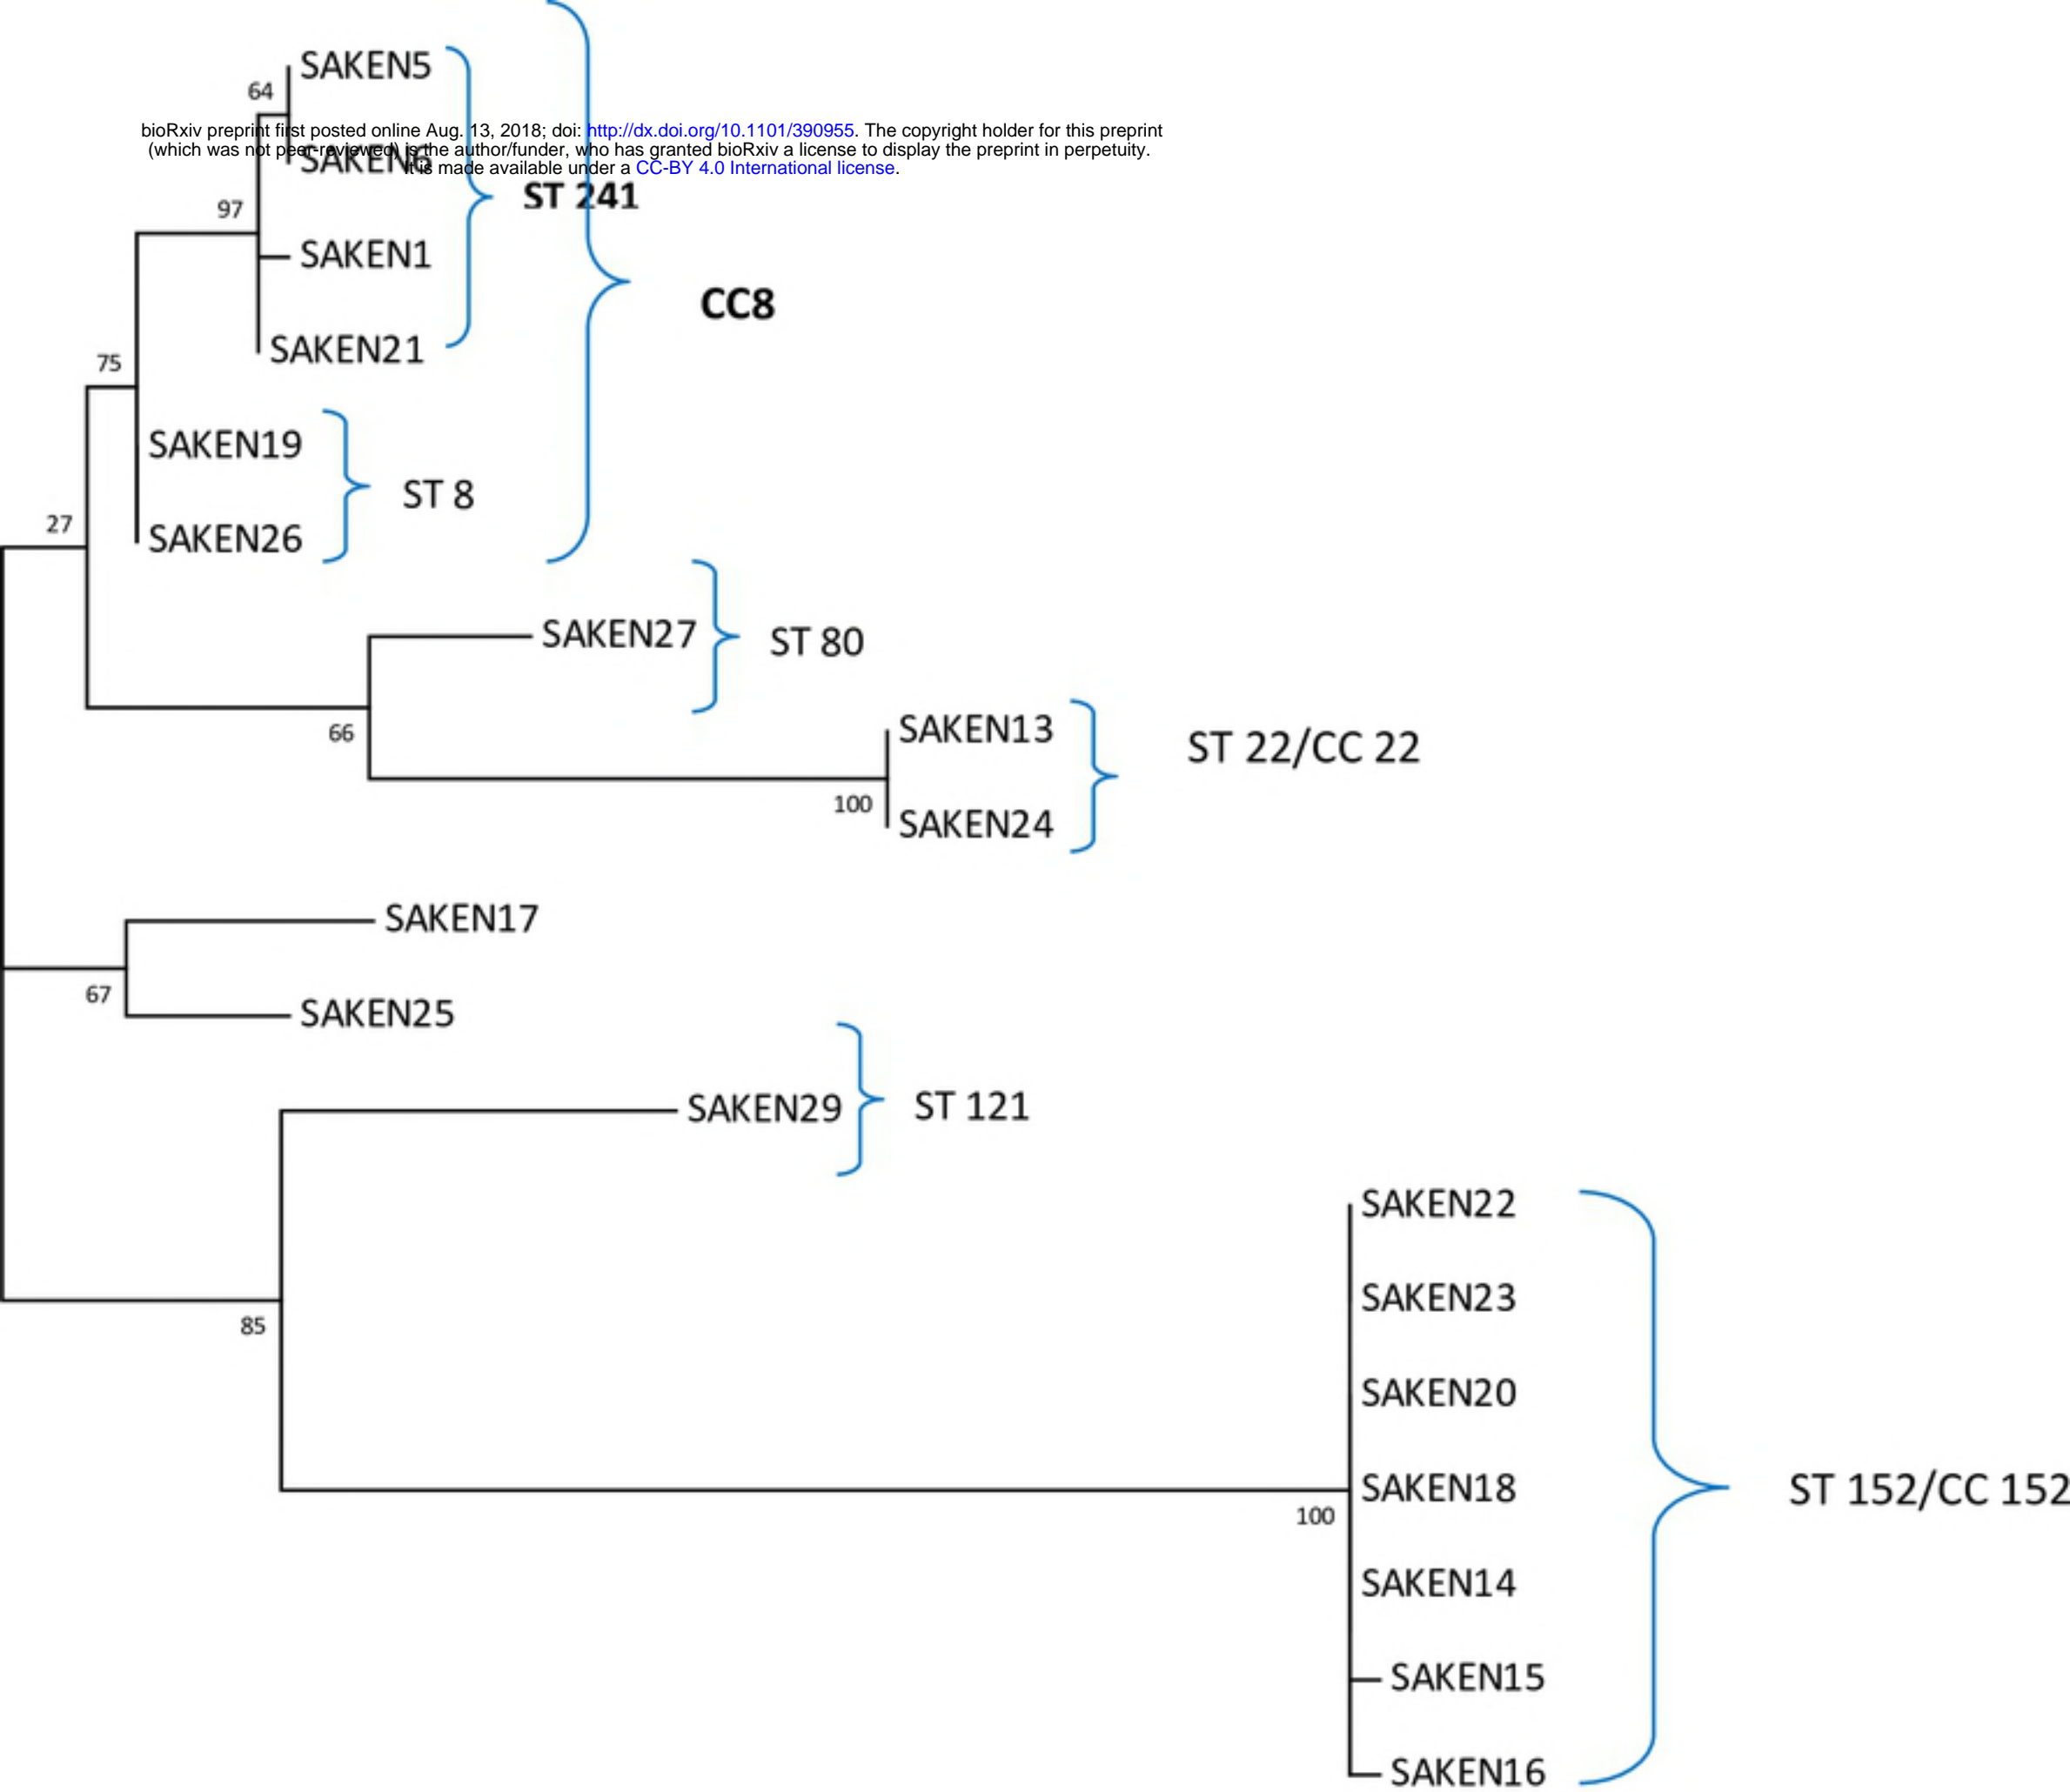 SAKEN5
64
bioRxiv preprint first posted online Aug. 13, 2018; doi: http://dx.doi.org/10.1101/390955. The copyright holder for this preprint
(which was not peer-reviewed) is the author/funder, who has granted bioRxiv a license to display the preprint in perpetuity.
SAKEN6
It is made available under a CC-BY 4.0 International license.
ST 241
97
SAKEN1
CC8
SAKEN21
75
SAKEN19
ST 8
27
SAKEN26
SAKEN27
ST 80
66
SAKEN13
ST 22/CC 22
100
SAKEN24
SAKEN17
67
SAKEN25
SAKEN29
ST 121
SAKEN22
SAKEN23
85
SAKEN20
SAKEN18
ST 152/CC 152
100
SAKEN14
SAKEN15
SAKEN16